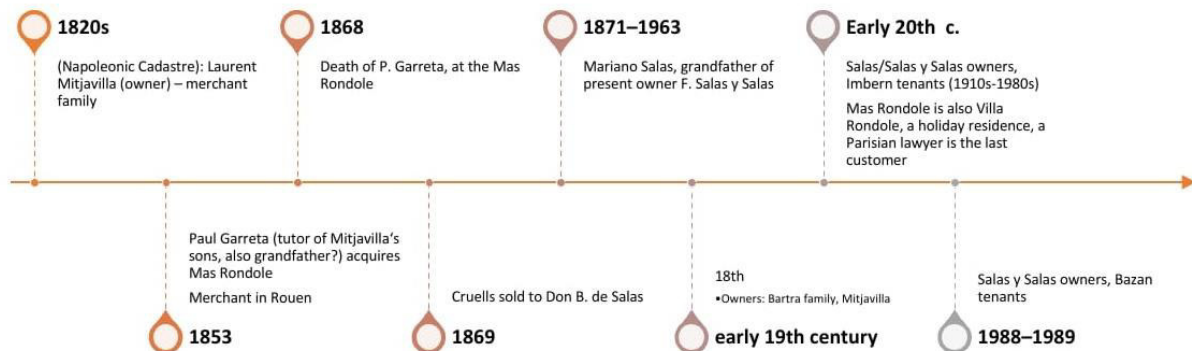 1820s
(Napoleonic Cadastre): Laurent
Mitjavilla (owner) – merchant
family
1868
Death of P. Garreta, at the Mas
Rondole
1871–1963
Mariano Salas, grandfather of
present owner F. Salas y Salas
Early 20th c.
Salas/Salas y Salas owners,
Imbern tenants (1910s-1980s)
Mas Rondole is also Villa
Rondole, a holiday residence, a
Parisian lawyer is the last
customer
Paul Garreta (tutor of Mitjavilla's
sons, also grandfather?) acquires
Mas Rondole
Merchant in Rouen
1853
Cruells sold to Don B. de Salas
1869
18th
•Owners: Bartra family, Mitjavilla
early 19th century
Salas y Salas owners, Bazan
tenants
1988–1989